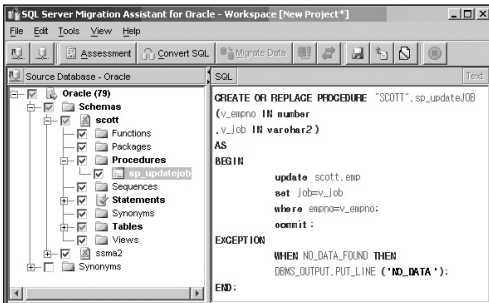 SQL Server Migration Assistant for Oracle - Workspace [New Project*]
File Edit Tools View Help
Assessment Convert SQL Migrate Data
Source Database - Oracle
Oracle (79)
Schemas
scott
Functions
Packages
Procedures
sp_updatejob
Sequences
Statements
Synonyms
Tables
Views
ssma2
Synonyms
SQL Text
CREATE OR REPLACE PROCEDURE "SCOTT".sp_updateJOB
(v_empno IN number
,v_job IN varchar2)
AS
BEGIN
update scott.emp
set job=v_job
where empno=v_empno;
commit;
EXCEPTION
WHEN NO_DATA_FOUND THEN
DBMS_OUTPUT.PUT_LINE ('NO_DATA');
END;